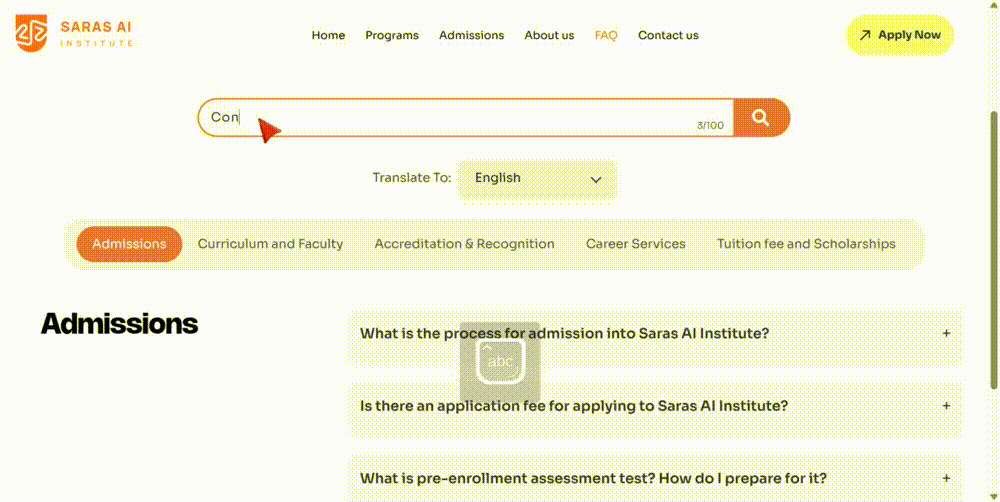 SARAS AI
INSTITUTE
Home Programs Admissions About us FAQ Contact us
Apply Now
Con
3/100
Translate To: English
Admissions Curriculum and Faculty Accreditation & Recognition Career Services Tuition fee and Scholarships
Admissions
What is the process for admission into Saras AI Institute? +
abc
Is there an application fee for applying to Saras AI Institute? +
What is pre-enrollment assessment test? How do I prepare for it? +